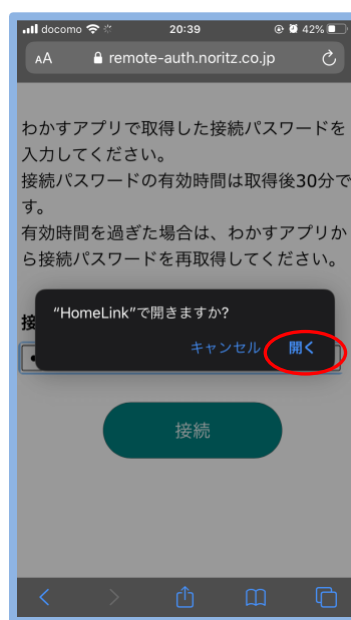 docomo 20:39 42%
AA remote-auth.noritz.co.jp
わかすアプリで取得した接続パスワードを
入力してください。
接続パスワードの有効時間は取得後30分で
す。
有効時間を過ぎた場合は、わかすアプリか
ら接続パスワードを再取得してください。
接
“HomeLink”で開きますか?
キャンセル 開く
接続